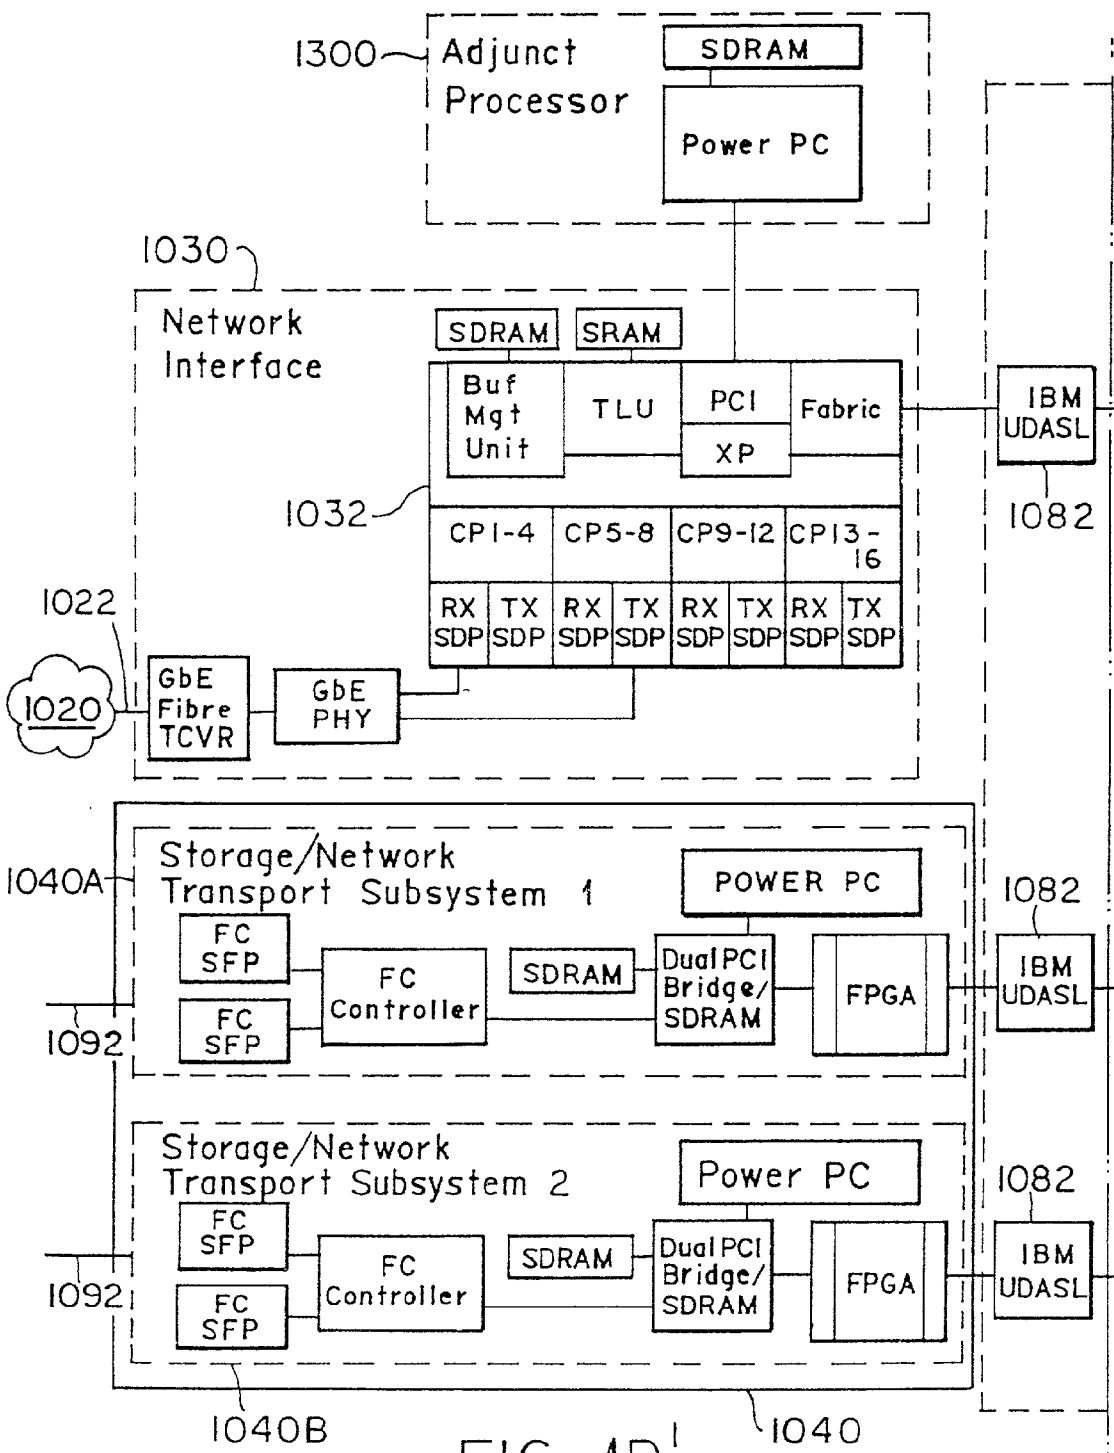 1300
Adjunct
Processor
SDRAM
Power PC
1030
Network
Interface
SDRAM
SRAM
Buf
Mgt
Unit
TLU
PCI
XP
Fabric
IBM
UDASL
1082
1032
CP1-4
CP5-8
CP9-12
CP13-
16
RX
SDP
TX
SDP
RX
SDP
TX
SDP
RX
SDP
TX
SDP
RX
SDP
TX
SDP
1022
1020
GbE
Fibre
TCVR
GbE
PHY
1040A
Storage/Network
Transport Subsystem 1
POWER PC
FC
SFP
FC
SFP
FC
Controller
SDRAM
Dual PCI
Bridge/
SDRAM
FPGA
1082
IBM
UDASL
1092
Storage/Network
Transport Subsystem 2
Power PC
FC
SFP
FC
SFP
FC
Controller
SDRAM
Dual PCI
Bridge/
SDRAM
FPGA
1082
IBM
UDASL
1092
1040B
1040